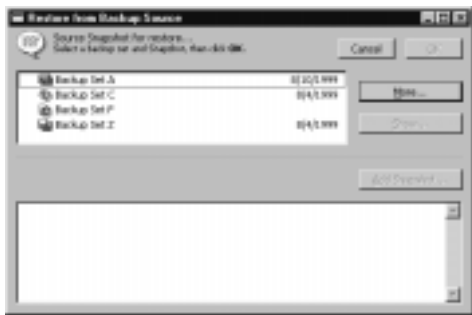 Restore from Backup Source
Source Snapshot for restore...
Select a backup set and Snapshot, then click OK.
Cancel
OK
Backup Set A 8/10/1999
Backup Set C 8/4/1999
Backup Set F
Backup Set Z 8/4/1999
More...
Add Snapshot...